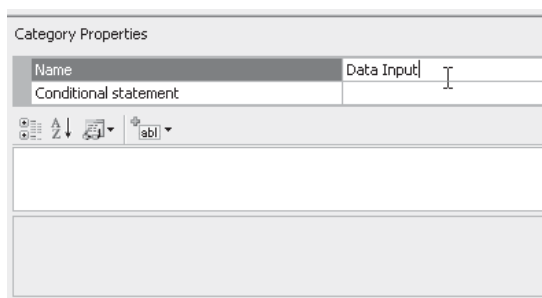 Category Properties
Name Data Input
Conditional statement
A
Z
abl